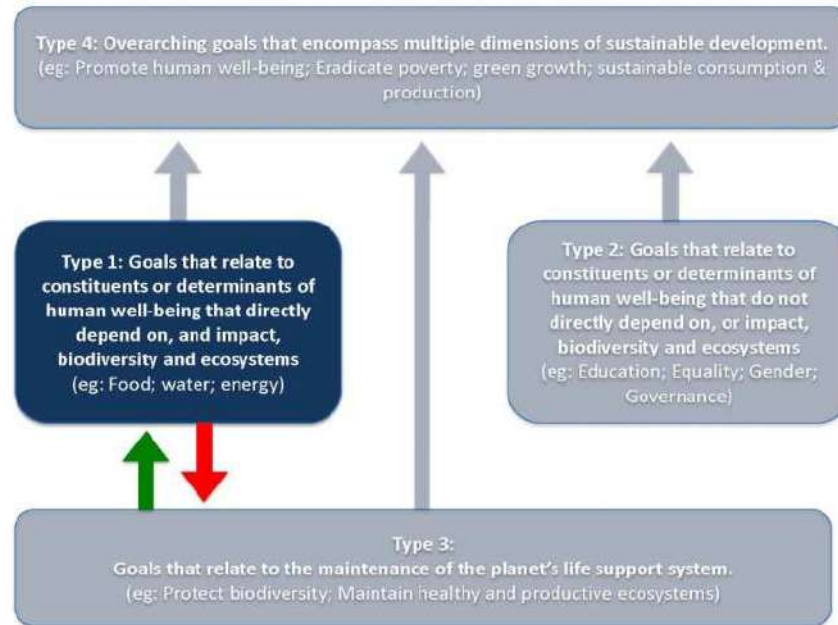 Type 4: Overarching goals that encompass multiple dimensions of sustainable development.
(eg: Promote human well-being; Eradicate poverty; green growth; sustainable consumption &
production)
Type 1: Goals that relate to
constituents or determinants of
human well-being that directly
depend on, and impact,
biodiversity and ecosystems
(eg: Food; water; energy)
Type 2: Goals that relate to
constituents or determinants of
human well-being that do not
directly depend on, or impact,
biodiversity and ecosystems
(eg: Education; Equality; Gender;
Governance)
Type 3:
Goals that relate to the maintenance of the planet's life support system.
(eg: Protect biodiversity; Maintain healthy and productive ecosystems)